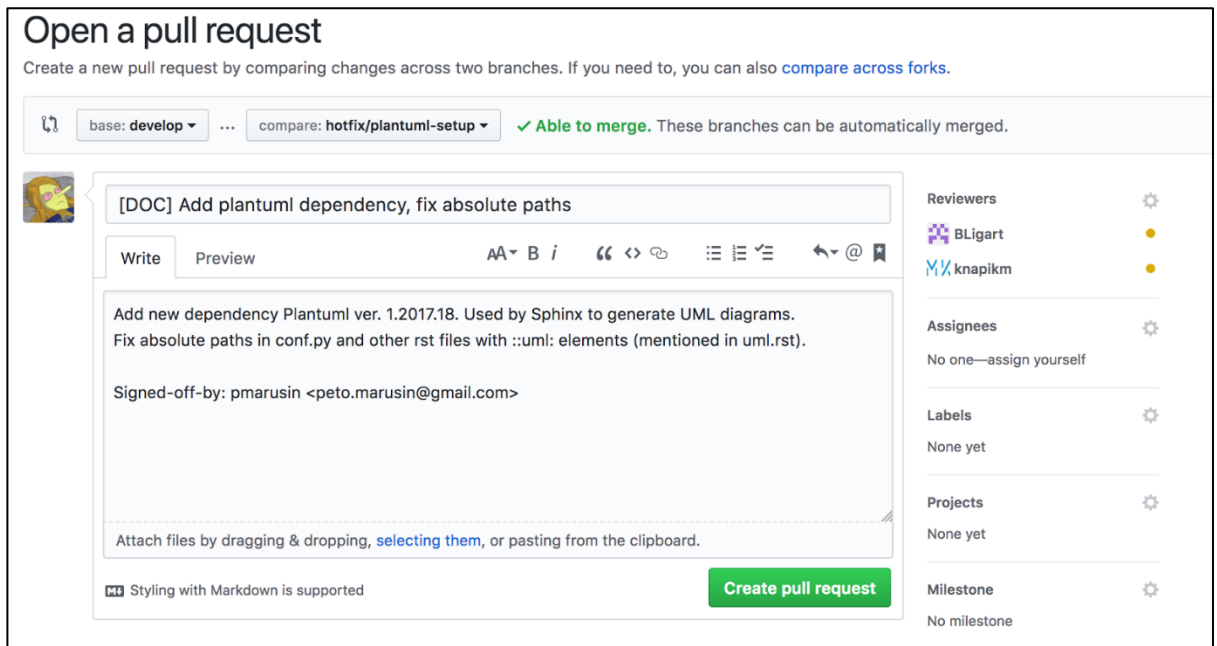 Open a pull request
Create a new pull request by comparing changes across two branches. If you need to, you can also compare across forks.
base: develop ... compare: hotfix/plantuml-setup ✓ Able to merge. These branches can be automatically merged.
[DOC] Add plantuml dependency, fix absolute paths
Write Preview AA B i “ <> @
Add new dependency Plantuml ver. 1.2017.18. Used by Sphinx to generate UML diagrams.
Fix absolute paths in conf.py and other rst files with ::uml: elements (mentioned in uml.rst).
Signed-off-by: pmarusin <peto.marusin@gmail.com>
Attach files by dragging & dropping, selecting them, or pasting from the clipboard.
Styling with Markdown is supported
Create pull request
Reviewers
BLigart
knapikm
Assignees
No one—assign yourself
Labels
None yet
Projects
None yet
Milestone
No milestone